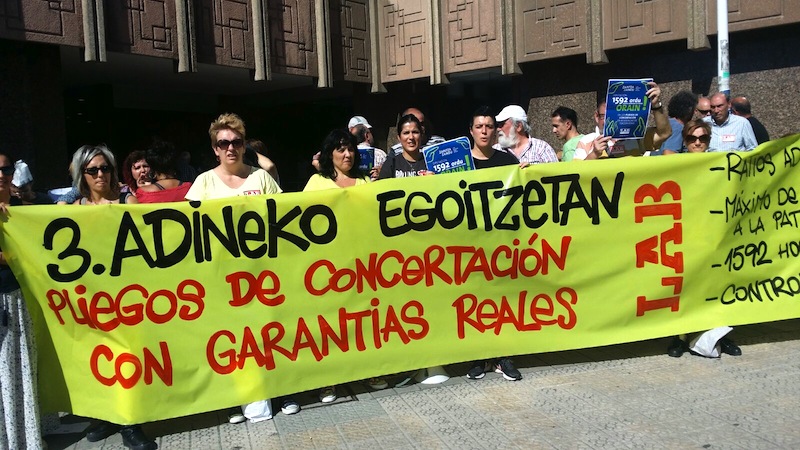 3. ADINEKO EGOITZETAN
PLIEGOS DE CONCERTACIÓN
CON GARANTIAS REALES
LAB
- RATIOS AD
- MÁXIMO DE
A LA PAT
- 1592 HO
- CONTRO
1592 ordu
ORAIN
1592 ordu
ORAIN